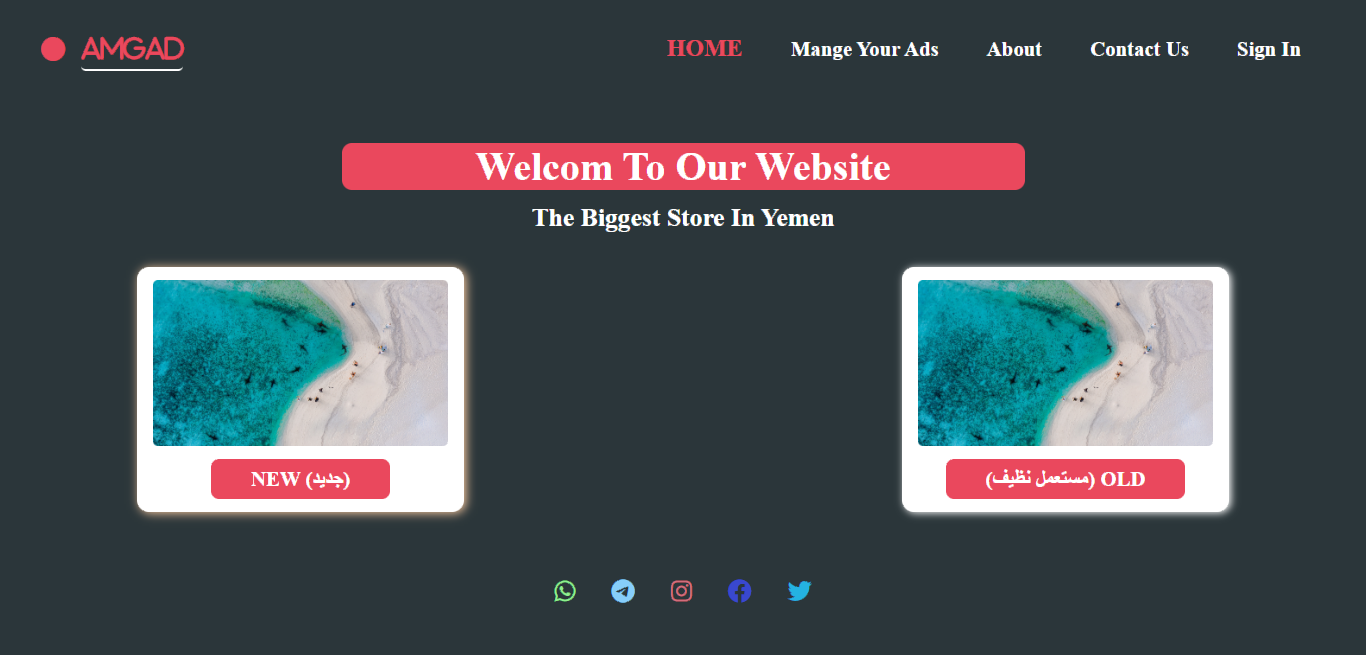 AMGAD
HOME
Mange Your Ads
About
Contact Us
Sign In
Welcom To Our Website
The Biggest Store In Yemen
NEW (جديد)
(مستعمل نظيف) OLD